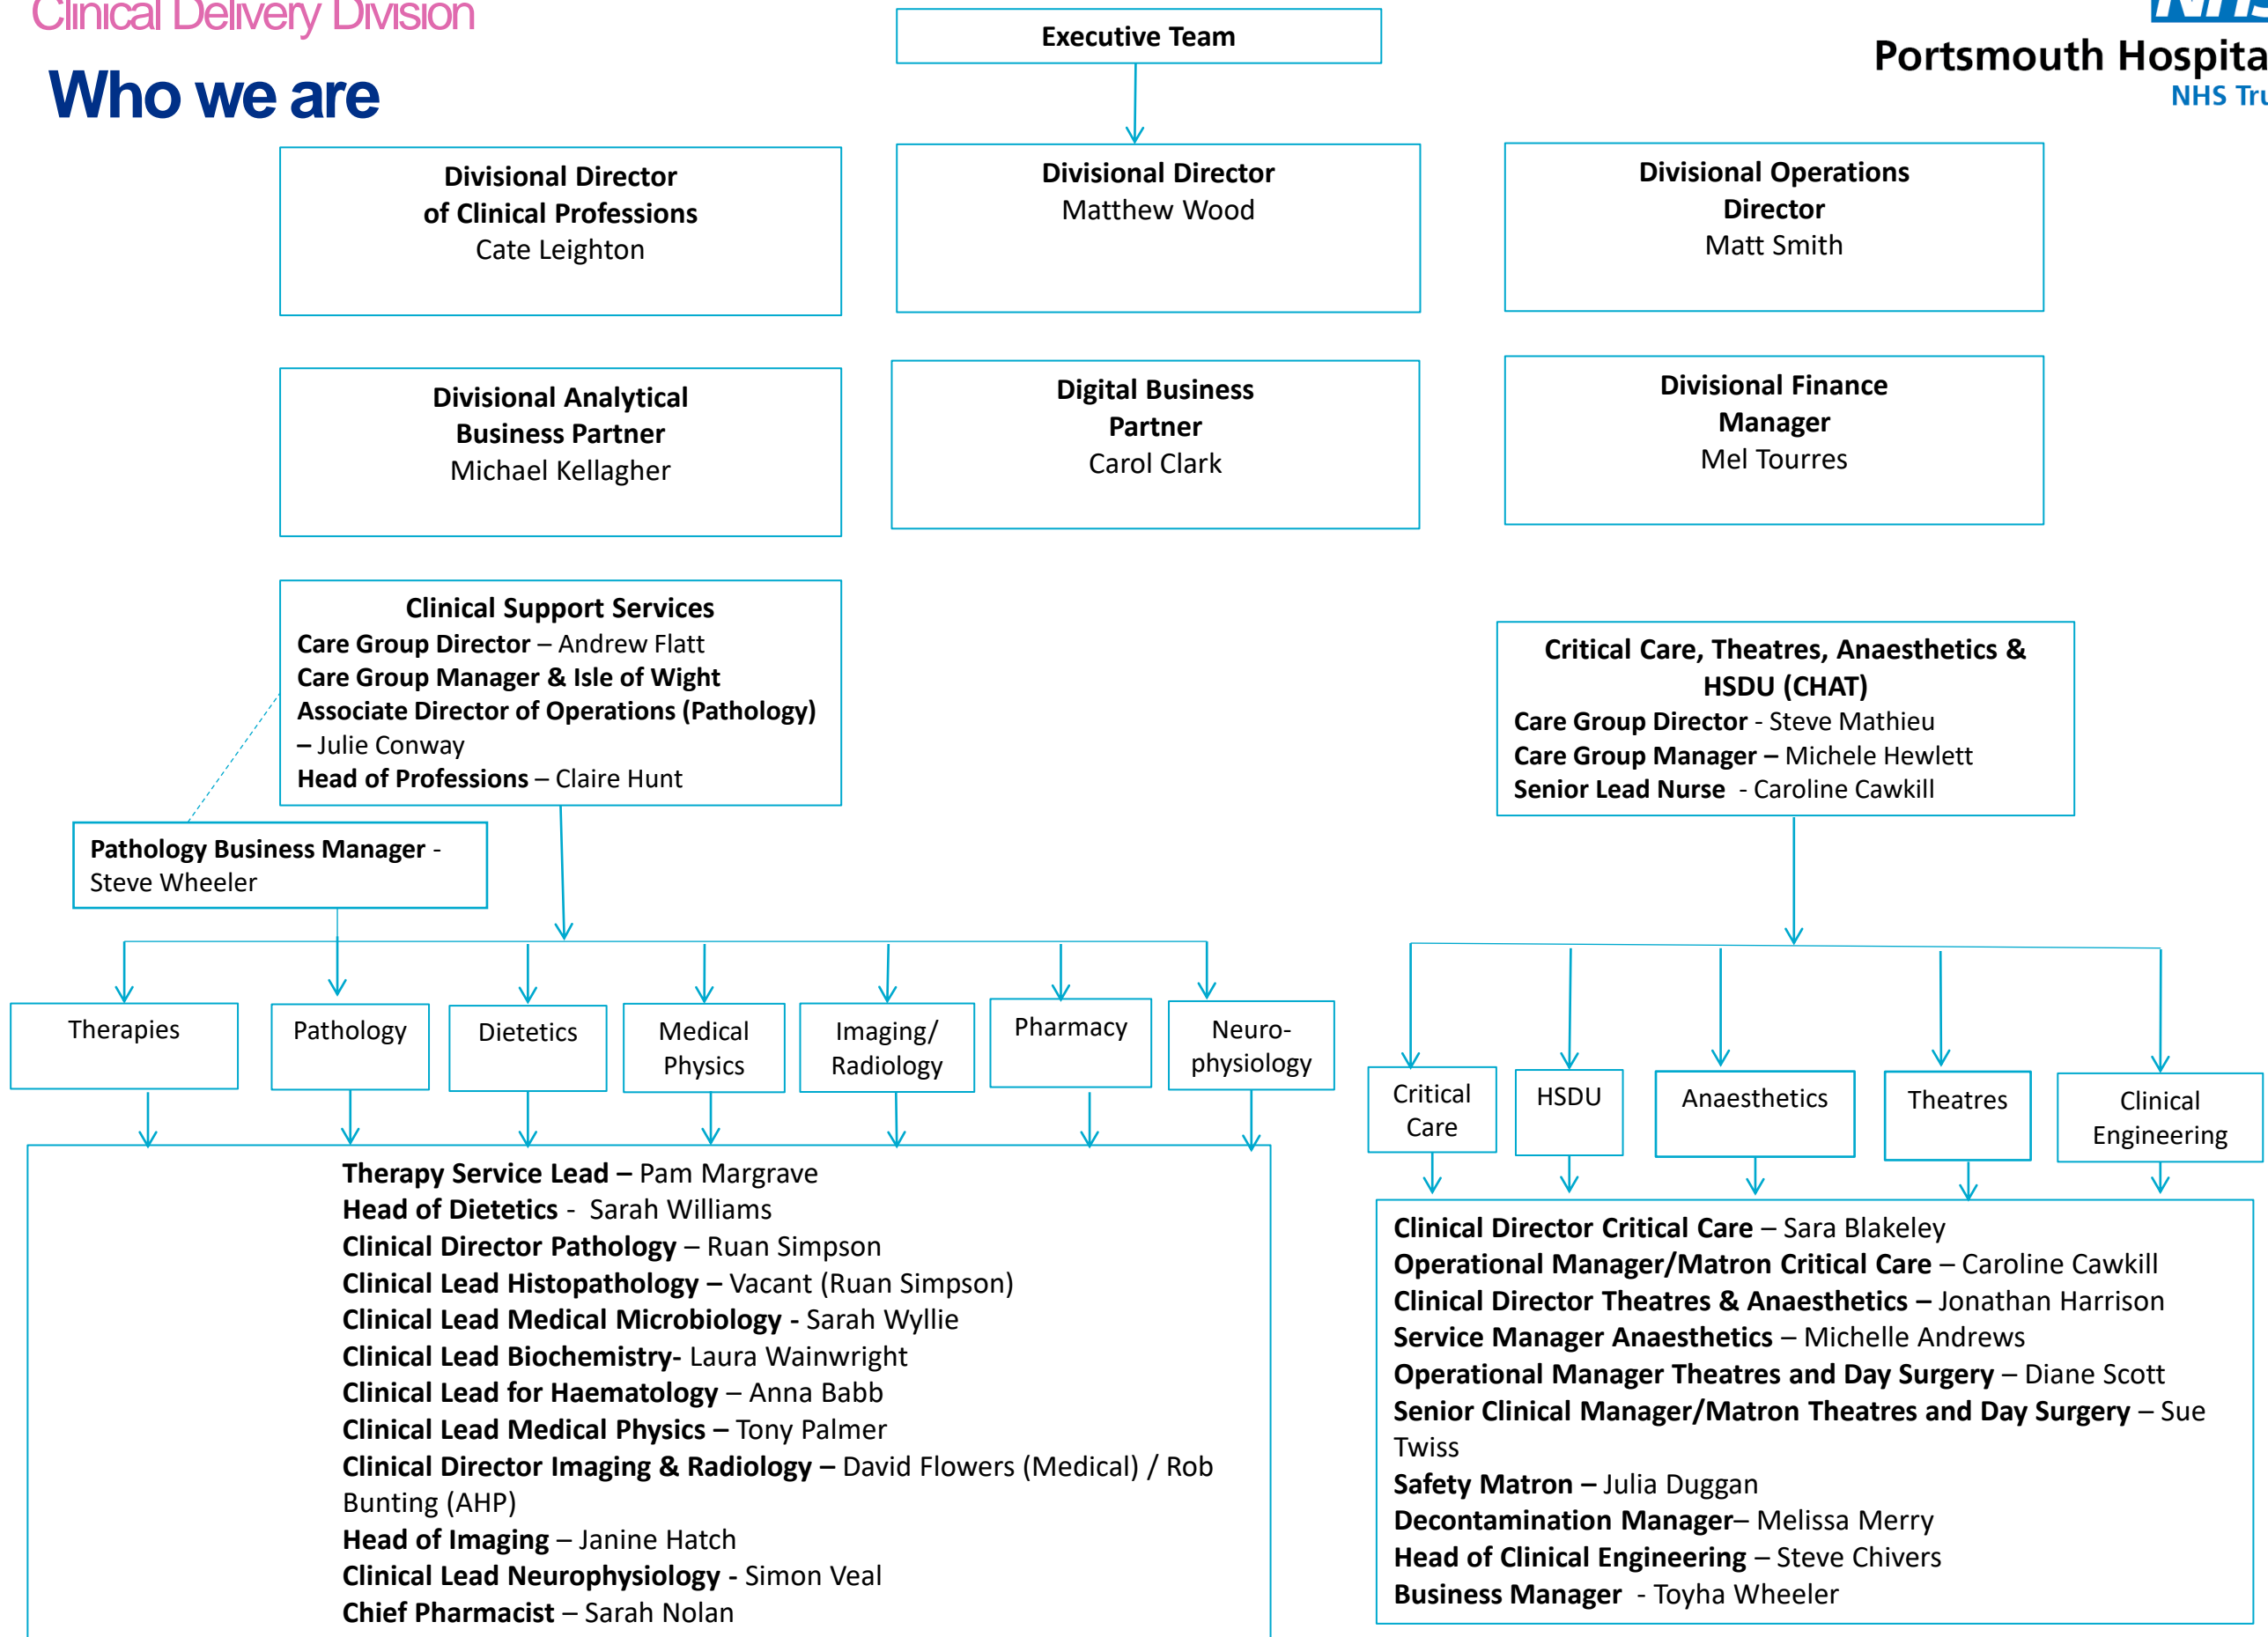 Clinical Delivery Division
Who we are
Executive Team
NHS
Portsmouth Hospita
NHS Tru
Divisional Director
of Clinical Professions
Cate Leighton
Divisional Director
Matthew Wood
Divisional Operations
Director
Matt Smith
Divisional Analytical
Business Partner
Michael Kellagher
Digital Business
Partner
Carol Clark
Divisional Finance
Manager
Mel Tourres
Clinical Support Services
Care Group Director – Andrew Flatt
Care Group Manager & Isle of Wight
Associate Director of Operations (Pathology)
– Julie Conway
Head of Professions – Claire Hunt
Critical Care, Theatres, Anaesthetics &
HSDU (CHAT)
Care Group Director - Steve Mathieu
Care Group Manager – Michele Hewlett
Senior Lead Nurse - Caroline Cawkill
Pathology Business Manager -
Steve Wheeler
Therapies
Pathology
Dietetics
Medical
Physics
Imaging/
Radiology
Pharmacy
Neuro-
physiology
Critical
Care
HSDU
Anaesthetics
Theatres
Clinical
Engineering
Therapy Service Lead – Pam Margrave
Head of Dietetics - Sarah Williams
Clinical Director Pathology – Ruan Simpson
Clinical Lead Histopathology – Vacant (Ruan Simpson)
Clinical Lead Medical Microbiology - Sarah Wyllie
Clinical Lead Biochemistry- Laura Wainwright
Clinical Lead for Haematology – Anna Babb
Clinical Lead Medical Physics – Tony Palmer
Clinical Director Imaging & Radiology – David Flowers (Medical) / Rob
Bunting (AHP)
Head of Imaging – Janine Hatch
Clinical Lead Neurophysiology - Simon Veal
Chief Pharmacist – Sarah Nolan
Clinical Director Critical Care – Sara Blakeley
Operational Manager/Matron Critical Care – Caroline Cawkill
Clinical Director Theatres & Anaesthetics – Jonathan Harrison
Service Manager Anaesthetics – Michelle Andrews
Operational Manager Theatres and Day Surgery – Diane Scott
Senior Clinical Manager/Matron Theatres and Day Surgery – Sue
Twiss
Safety Matron – Julia Duggan
Decontamination Manager– Melissa Merry
Head of Clinical Engineering – Steve Chivers
Business Manager - Toyha Wheeler